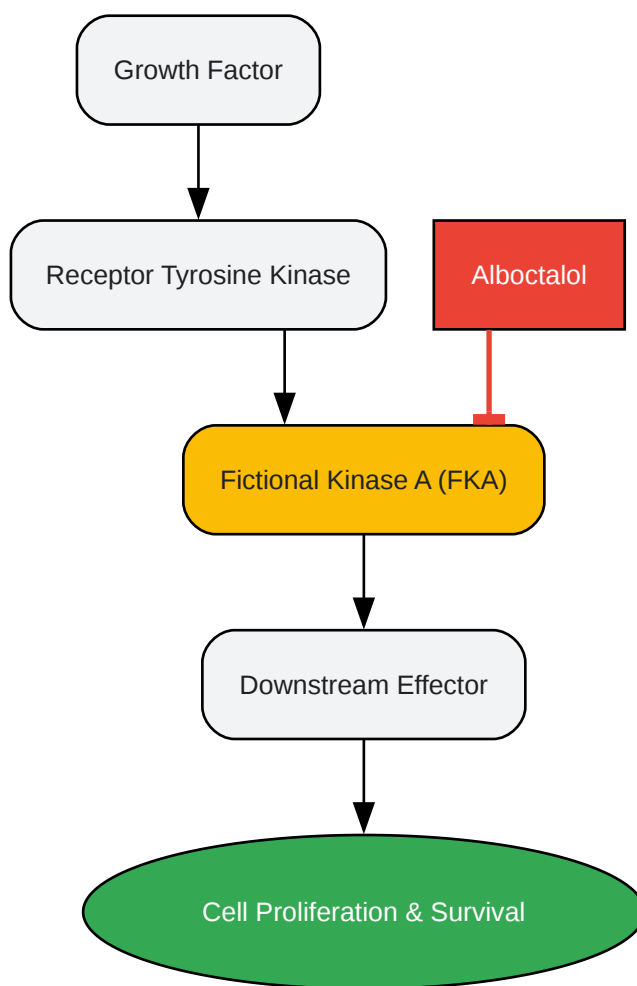 Growth Factor
Receptor Tyrosine Kinase
Alboctalol
Fictional Kinase A (FKA)
Downstream Effector
Cell Proliferation & Survival